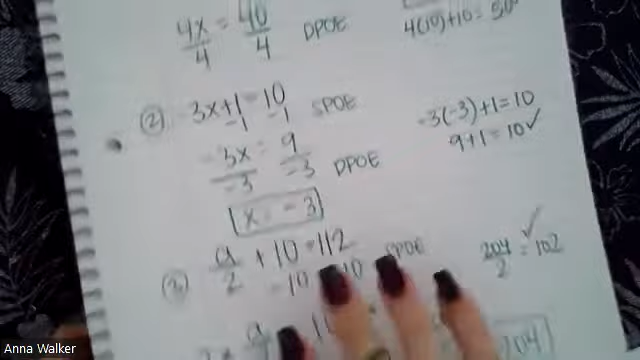 4x/4 = 40/4 DPOE
4(10)+10 = 50
② -3x+1=10
-1 -1 SPOE
-3x/-3 = 9/-3 DPOE
x = -3
-3(-3)+1=10
9+1=10✓
③ a/2 + 10 = 112
-10 -10 SPOE
204/2 = 102 ✓
Anna Walker